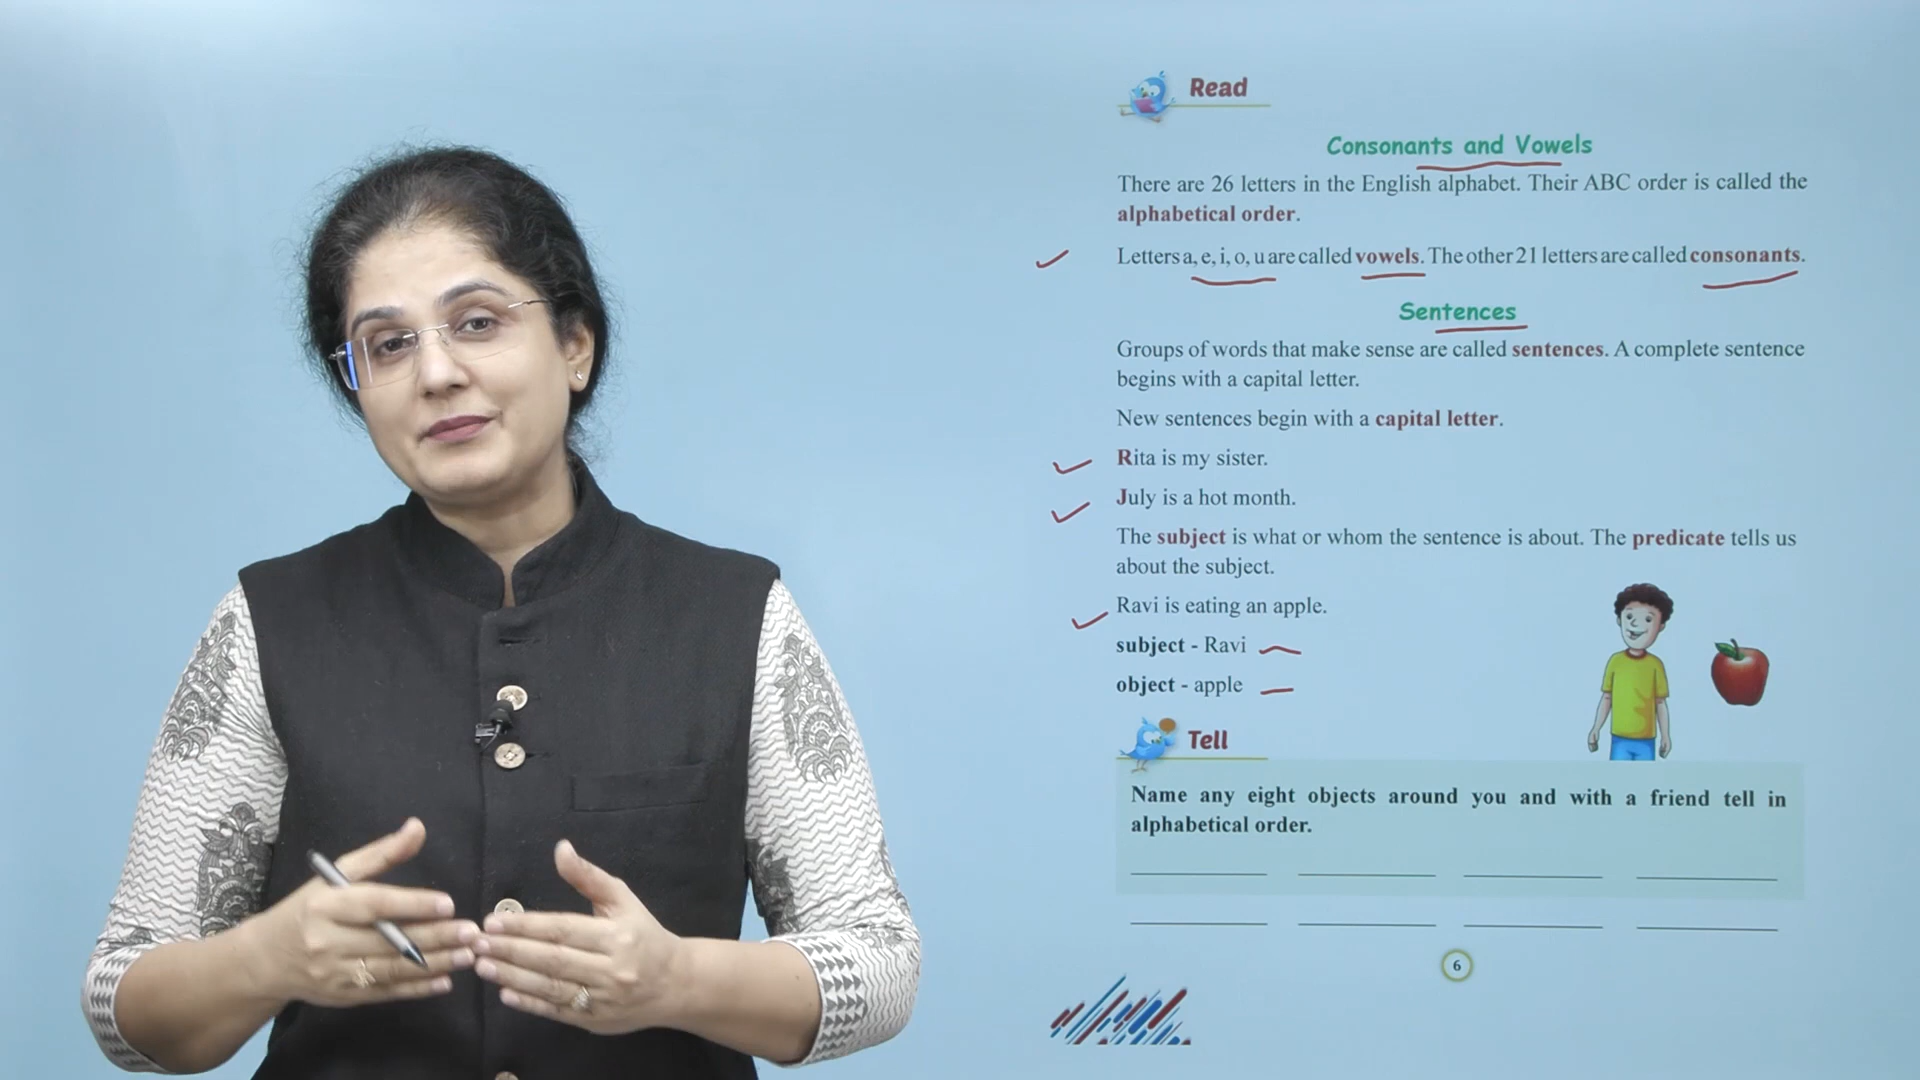 Read
Consonants and Vowels
There are 26 letters in the English alphabet. Their ABC order is called the
alphabetical order.
Letters a, e, i, o, u are called vowels. The other 21 letters are called consonants.
Sentences
Groups of words that make sense are called sentences. A complete sentence
begins with a capital letter.
New sentences begin with a capital letter.
Rita is my sister.
July is a hot month.
The subject is what or whom the sentence is about. The predicate tells us
about the subject.
Ravi is eating an apple.
subject - Ravi
object - apple
Tell
Name any eight objects around you and with a friend tell in
alphabetical order.
6